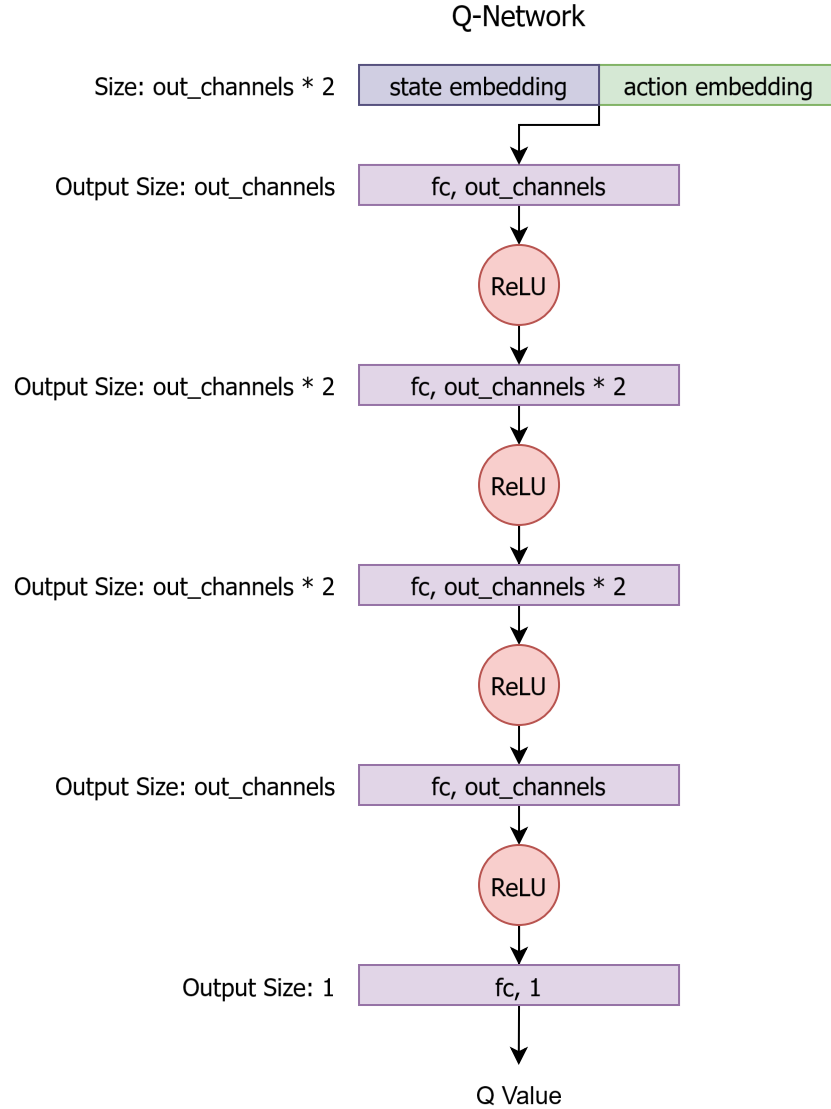 Q-Network
Size: out_channels * 2
state embedding
action embedding
Output Size: out_channels
fc, out_channels
ReLU
Output Size: out_channels * 2
fc, out_channels * 2
ReLU
Output Size: out_channels * 2
fc, out_channels * 2
ReLU
Output Size: out_channels
fc, out_channels
ReLU
Output Size: 1
fc, 1
Q Value